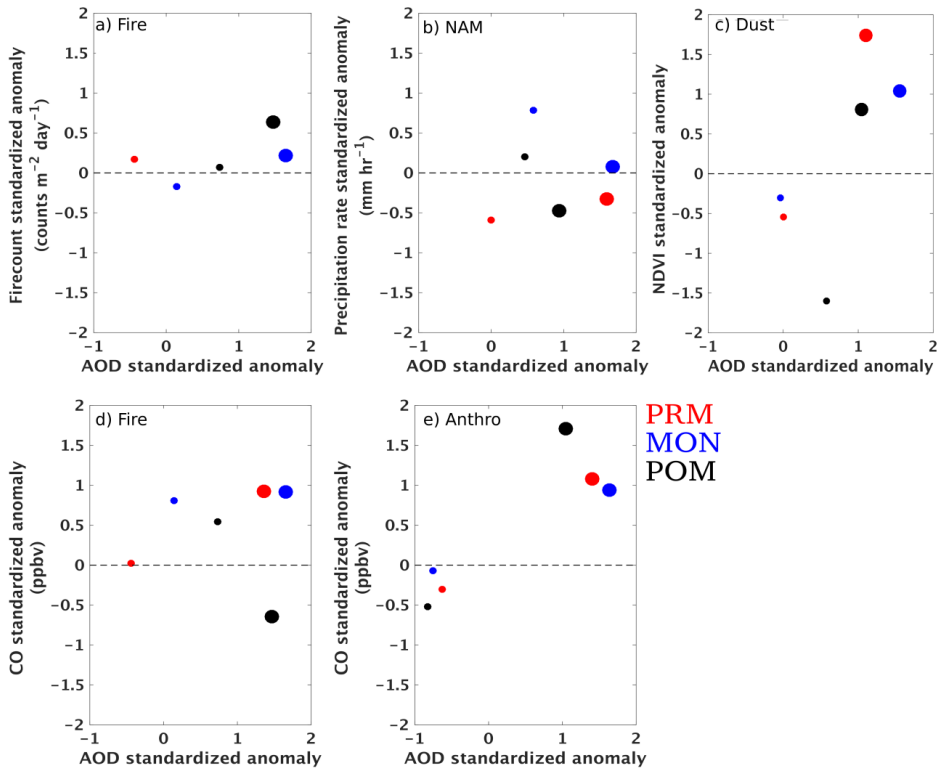 a) Fire
2
1.5
1
0.5
0
−0.5
−1
−1.5
−2
−1 0 1 2
Firecount standardized anomaly
(counts m−2 day−1)
AOD standardized anomaly
b) NAM
2
1.5
1
0.5
0
−0.5
−1
−1.5
−2
−1 0 1 2
Precipitation rate standardized anomaly
(mm hr−1)
AOD standardized anomaly
c) Dust
2
1.5
1
0.5
0
−0.5
−1
−1.5
−2
−1 0 1 2
NDVI standardized anomaly
AOD standardized anomaly
d) Fire
2
1.5
1
0.5
0
−0.5
−1
−1.5
−2
−1 0 1 2
CO standardized anomaly
(ppbv)
AOD standardized anomaly
e) Anthro
2
1.5
1
0.5
0
−0.5
−1
−1.5
−2
−1 0 1 2
CO standardized anomaly
(ppbv)
AOD standardized anomaly
PRM
MON
POM